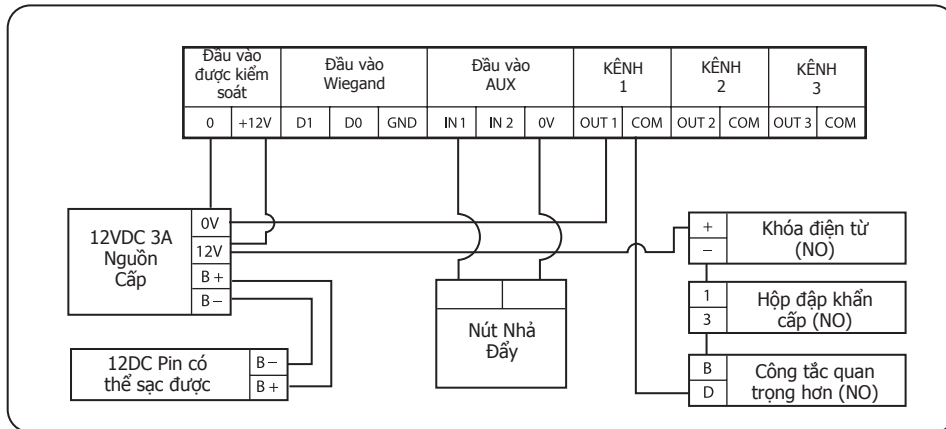 Đầu vào
được kiểm
soát
Đầu vào
Wiegand
Đầu vào
AUX
KÊNH
1
KÊNH
2
KÊNH
3
0
+12V
D1
D0
GND
IN 1
IN 2
0V
OUT 1
COM
OUT 2
COM
OUT 3
COM
12VDC 3A
Nguồn
Cấp
0V
12V
B +
B –
12DC Pin có
thể sạc được
B –
B +
Nút Nhả
Đẩy
+
–
Khóa điện từ
(NO)
1
3
Hộp đập khẩn
cấp (NO)
B
D
Công tắc quan
trọng hơn (NO)